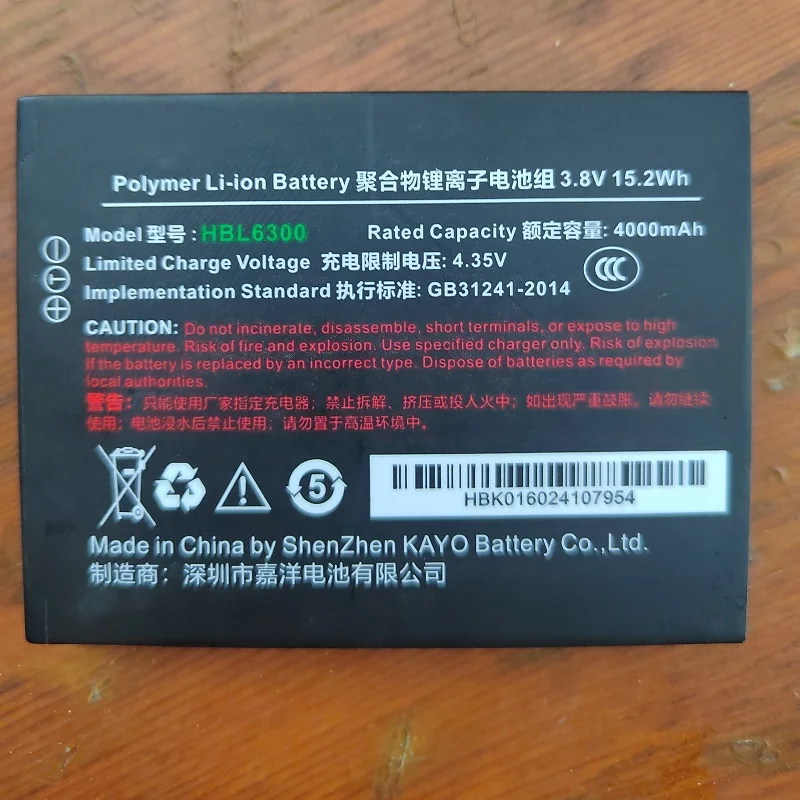 Polymer Li-ion Battery 聚合物锂离子电池组 3.8V 15.2Wh
Model 型号 : HBL6300 Rated Capacity 额定容量: 4000mAh
Limited Charge Voltage 充电限制电压: 4.35V
Implementation Standard 执行标准: GB31241-2014
− T +
CCC
CAUTION: Do not incinerate, disassemble, short terminals, or expose to high
temperature. Risk of fire and explosion. Use specified charger only. Risk of explosion
if the battery is replaced by an incorrect type. Dispose of batteries as required by
local authorities.
警告: 只能使用厂家指定充电器; 禁止拆解、挤压或投入火中; 如出现严重鼓胀、请勿继续
使用; 电池浸水后禁止使用; 请勿置于高温环境中。
5
HBK016024107954
Made in China by ShenZhen KAYO Battery Co.,Ltd.
制造商: 深圳市嘉洋电池有限公司